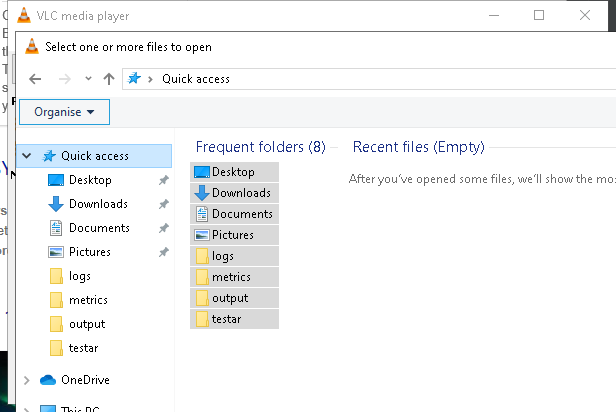 VLC media player
Select one or more files to open
Quick access
Organise
Quick access
Desktop
Downloads
Documents
Pictures
logs
metrics
output
testar
OneDrive
This PC
Frequent folders (8)
Desktop
Downloads
Documents
Pictures
logs
metrics
output
testar
Recent files (Empty)
After you've opened some files, we'll show the mos